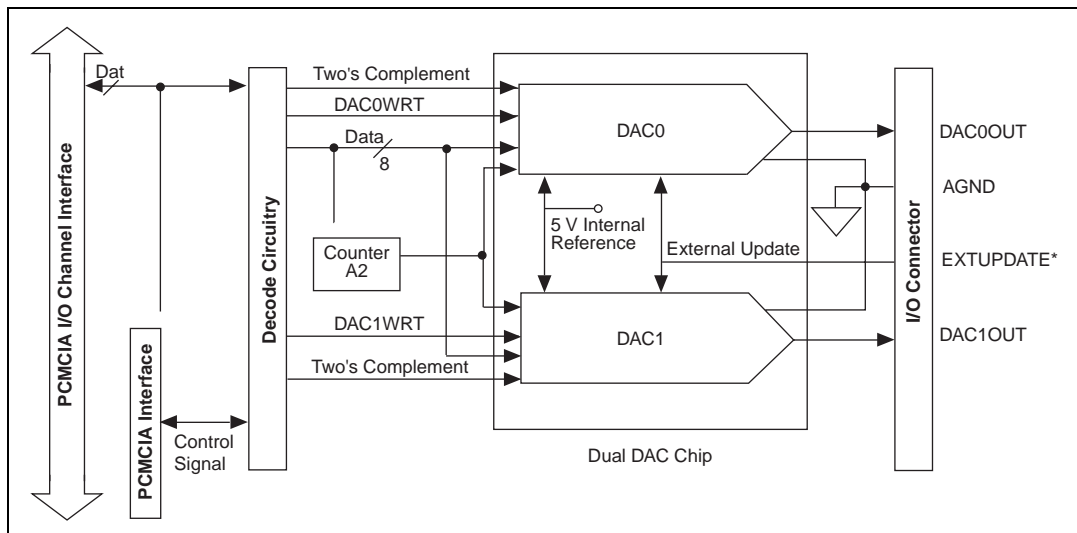 PCMCIA I/O Channel Interface
Dat
PCMCIA Interface
Control
Signal
Decode Circuitry
Two's Complement
DAC0WRT
Data
8
Counter
A2
DAC1WRT
Two's Complement
DAC0
5 V Internal
Reference
External Update
DAC1
Dual DAC Chip
I/O Connector
DAC0OUT
AGND
EXTUPDATE*
DAC1OUT